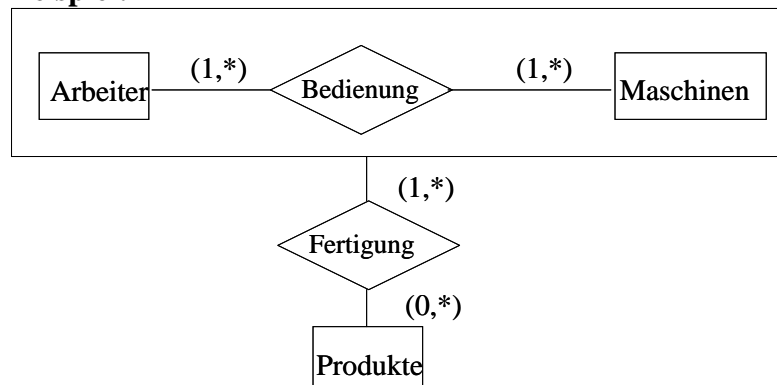 (1,*) (1,*)
Arbeiter Bedienung Maschinen
(1,*)
Fertigung
(0,*)
Produkte